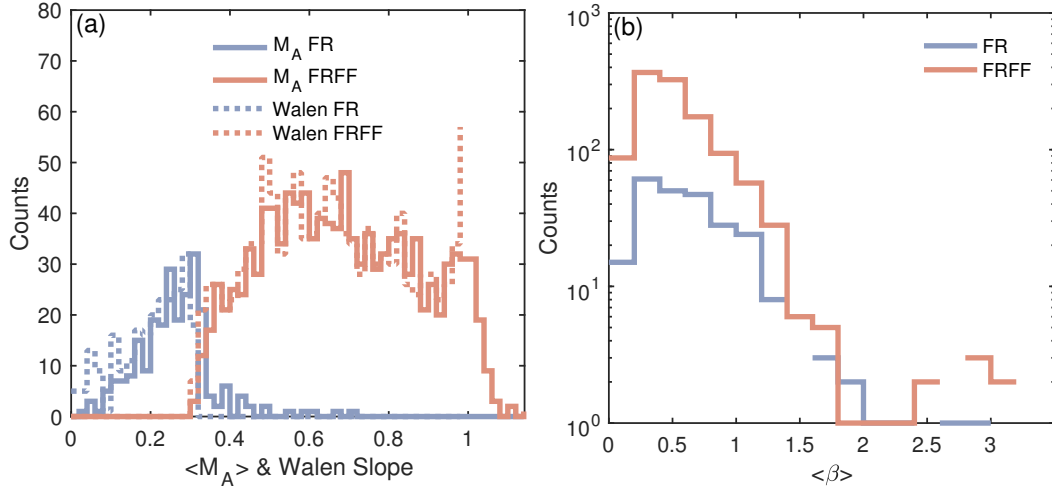 (a)
80
70
60
50
40
30
20
10
0
Counts
M_A FR
M_A FRFF
Walen FR
Walen FRFF
0 0.2 0.4 0.6 0.8 1
<M_A> & Walen Slope
(b)
10^3
10^2
10^1
10^0
Counts
FR
FRFF
0 0.5 1 1.5 2 2.5 3
<β>